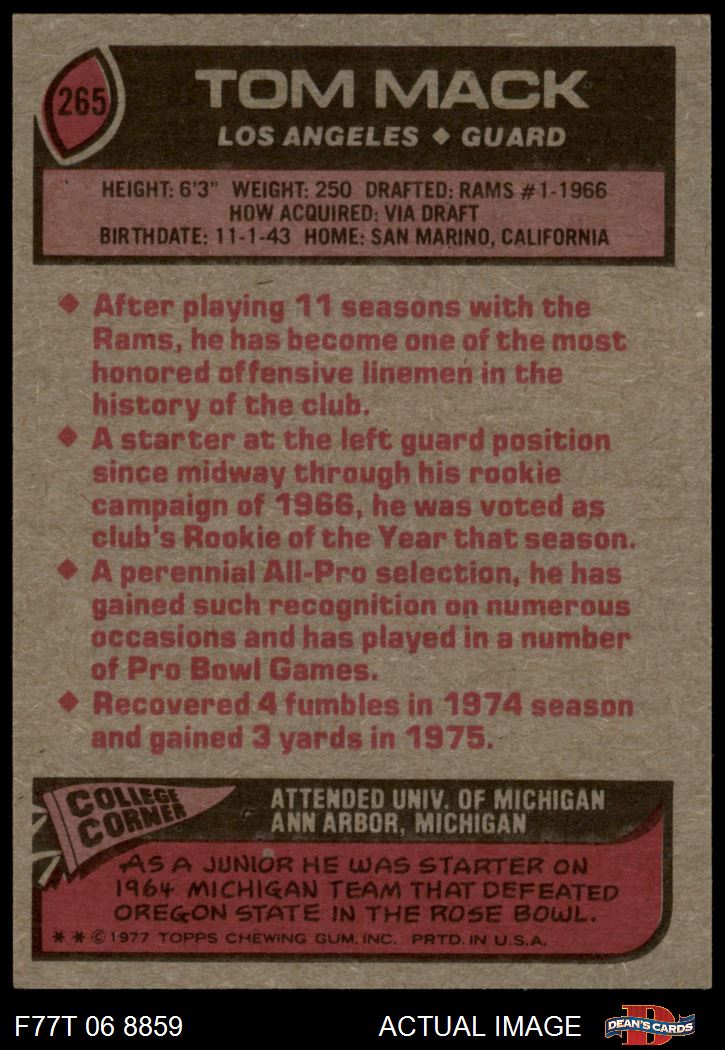 265
TOM MACK
LOS ANGELES ◆ GUARD
HEIGHT: 6'3" WEIGHT: 250 DRAFTED: RAMS #1-1966
HOW ACQUIRED: VIA DRAFT
BIRTHDATE: 11-1-43 HOME: SAN MARINO, CALIFORNIA
◆ After playing 11 seasons with the
Rams, he has become one of the most
honored offensive linemen in the
history of the club.
◆ A starter at the left guard position
since midway through his rookie
campaign of 1966, he was voted as
club's Rookie of the Year that season.
◆ A perennial All-Pro selection, he has
gained such recognition on numerous
occasions and has played in a number
of Pro Bowl Games.
◆ Recovered 4 fumbles in 1974 season
and gained 3 yards in 1975.
COLLEGE
CORNER
ATTENDED UNIV. OF MICHIGAN
ANN ARBOR, MICHIGAN
AS A JUNIOR HE WAS STARTER ON
1964 MICHIGAN TEAM THAT DEFEATED
OREGON STATE IN THE ROSE BOWL.
* * © 1977 TOPPS CHEWING GUM, INC. PRTD. IN U.S.A.
F77T 06 8859
ACTUAL IMAGE
D
DEAN'S CARDS